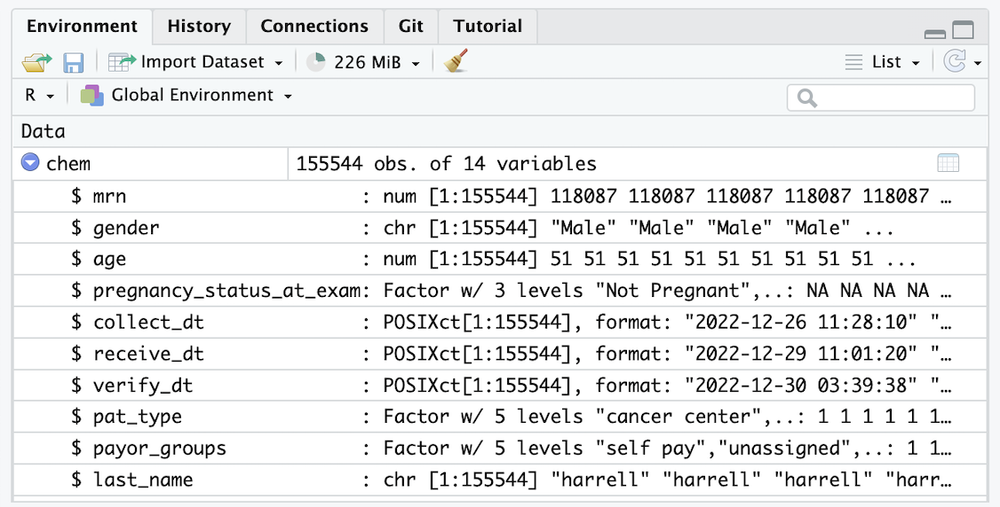 Environment History Connections Git Tutorial
Import Dataset 226 MiB List
R Global Environment
Data
chem 155544 obs. of 14 variables
$ mrn : num [1:155544] 118087 118087 118087 118087 118087 …
$ gender : chr [1:155544] "Male" "Male" "Male" "Male" ...
$ age : num [1:155544] 51 51 51 51 51 51 51 51 51 51 ...
$ pregnancy_status_at_exam: Factor w/ 3 levels "Not Pregnant",..: NA NA NA NA …
$ collect_dt : POSIXct[1:155544], format: "2022-12-26 11:28:10" "…
$ receive_dt : POSIXct[1:155544], format: "2022-12-29 11:01:20" "…
$ verify_dt : POSIXct[1:155544], format: "2022-12-30 03:39:38" "…
$ pat_type : Factor w/ 5 levels "cancer center",..: 1 1 1 1 1 1…
$ payor_groups : Factor w/ 5 levels "self pay","unassigned",..: 1 1…
$ last_name : chr [1:155544] "harrell" "harrell" "harrell" "harr…